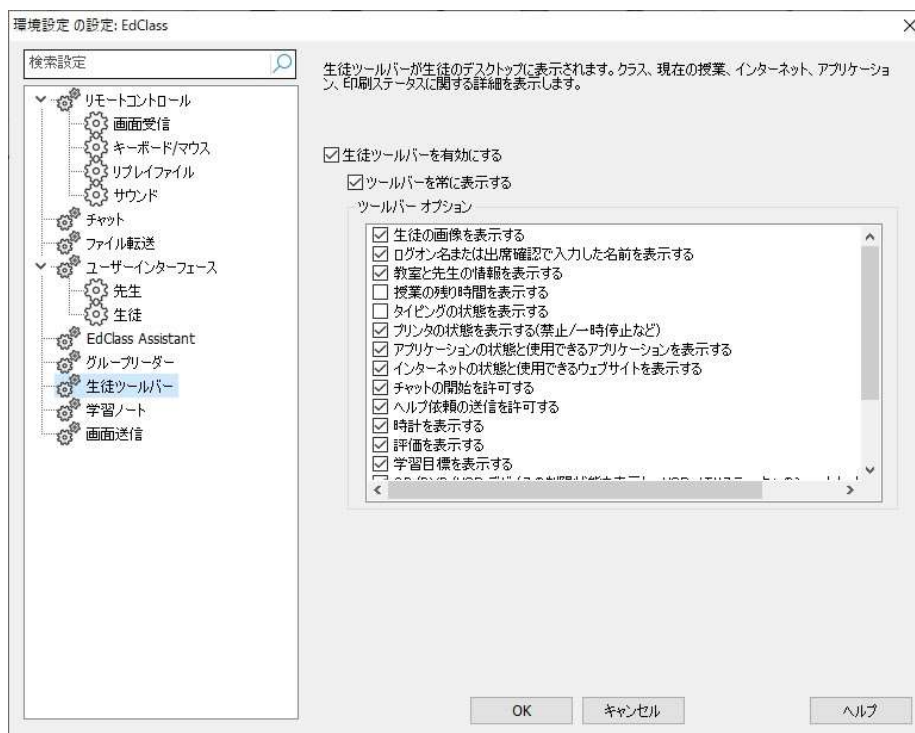 環境設定 の設定: EdClass
検索設定
リモートコントロール
画面受信
キーボード/マウス
リプレイファイル
サウンド
チャット
ファイル転送
ユーザーインターフェース
先生
生徒
EdClass Assistant
グループリーダー
生徒ツールバー
学習ノート
画面送信
生徒ツールバーが生徒のデスクトップに表示されます。クラス、現在の授業、インターネット、アプリケーショ
ン、印刷ステータスに関する詳細を表示します。
生徒ツールバーを有効にする
ツールバーを常に表示する
ツールバー オプション
生徒の画像を表示する
ログオン名または出席確認で入力した名前を表示する
教室と先生の情報を表示する
授業の残り時間を表示する
タイピングの状態を表示する
プリンタの状態を表示する(禁止/一時停止など)
アプリケーションの状態と使用できるアプリケーションを表示する
インターネットの状態と使用できるウェブサイトを表示する
チャットの開始を許可する
ヘルプ依頼の送信を許可する
時計を表示する
評価を表示する
学習目標を表示する
OK
キャンセル
ヘルプ